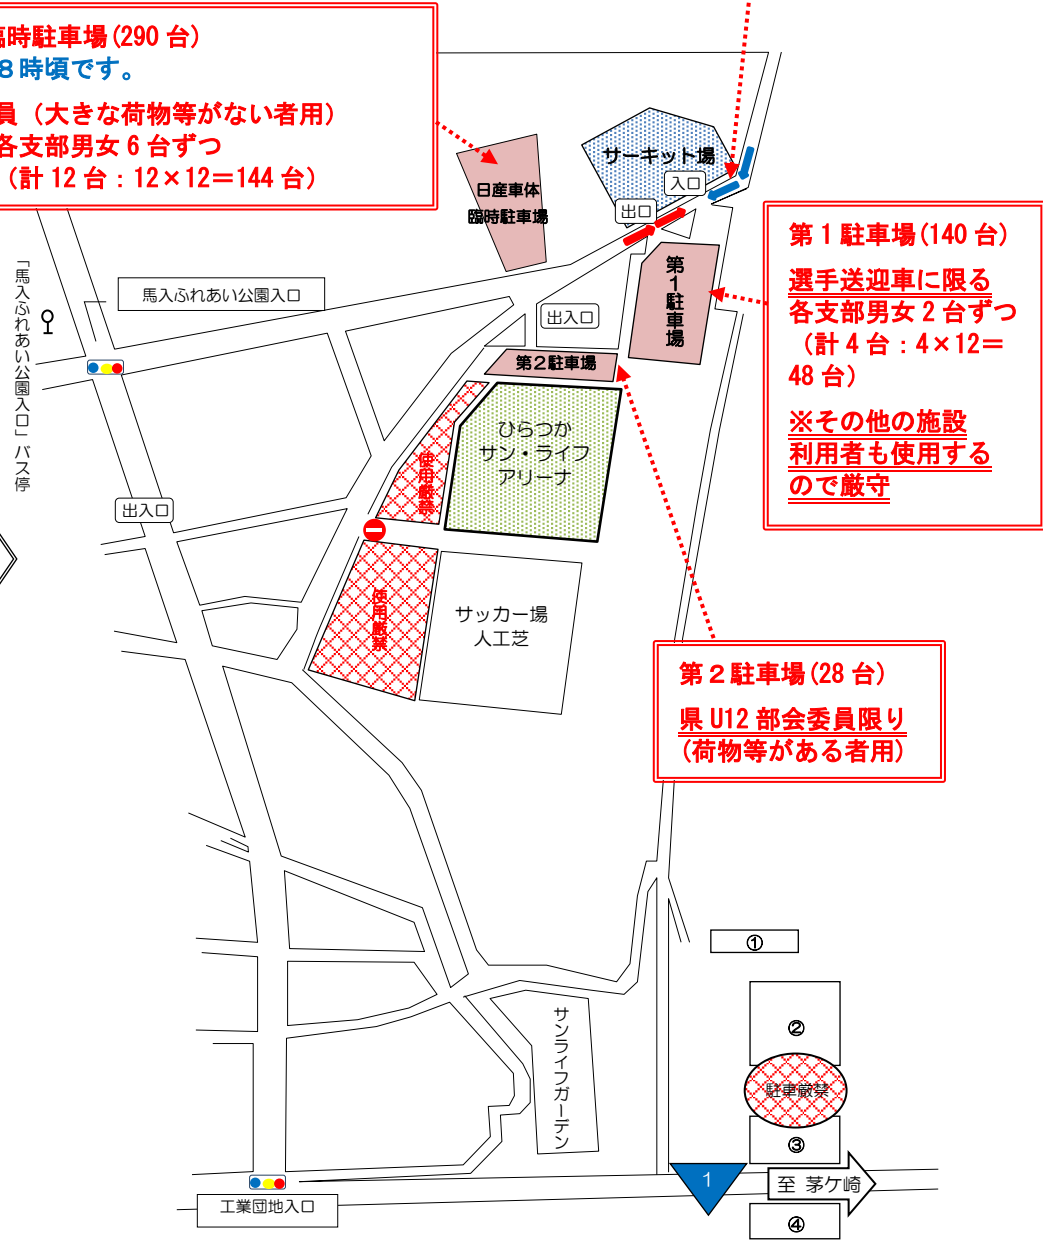 臨時駐車場(290 台)
8 時頃です。
員（大きな荷物等がない者用）
各支部男女 6 台ずつ
（計 12 台：12×12＝144 台）
サーキット場
入口
出口
日産車体
臨時駐車場
第1駐車場
第 1 駐車場(140 台)
選手送迎車に限る
各支部男女 2 台ずつ
（計 4 台：4×12＝
48 台）
※その他の施設
利用者も使用する
ので厳守
「馬入ふれあい公園入口」バス停
馬入ふれあい公園入口
出入口
第2駐車場
ひらつか
サン・ライフ
アリーナ
使用厳禁
出入口
使用厳禁
サッカー場
人工芝
第２駐車場(28 台)
県 U12 部会委員限り
(荷物等がある者用)
①
②
駐車厳禁
③
サンライフガーデン
1
至 茅ケ崎
工業団地入口
④